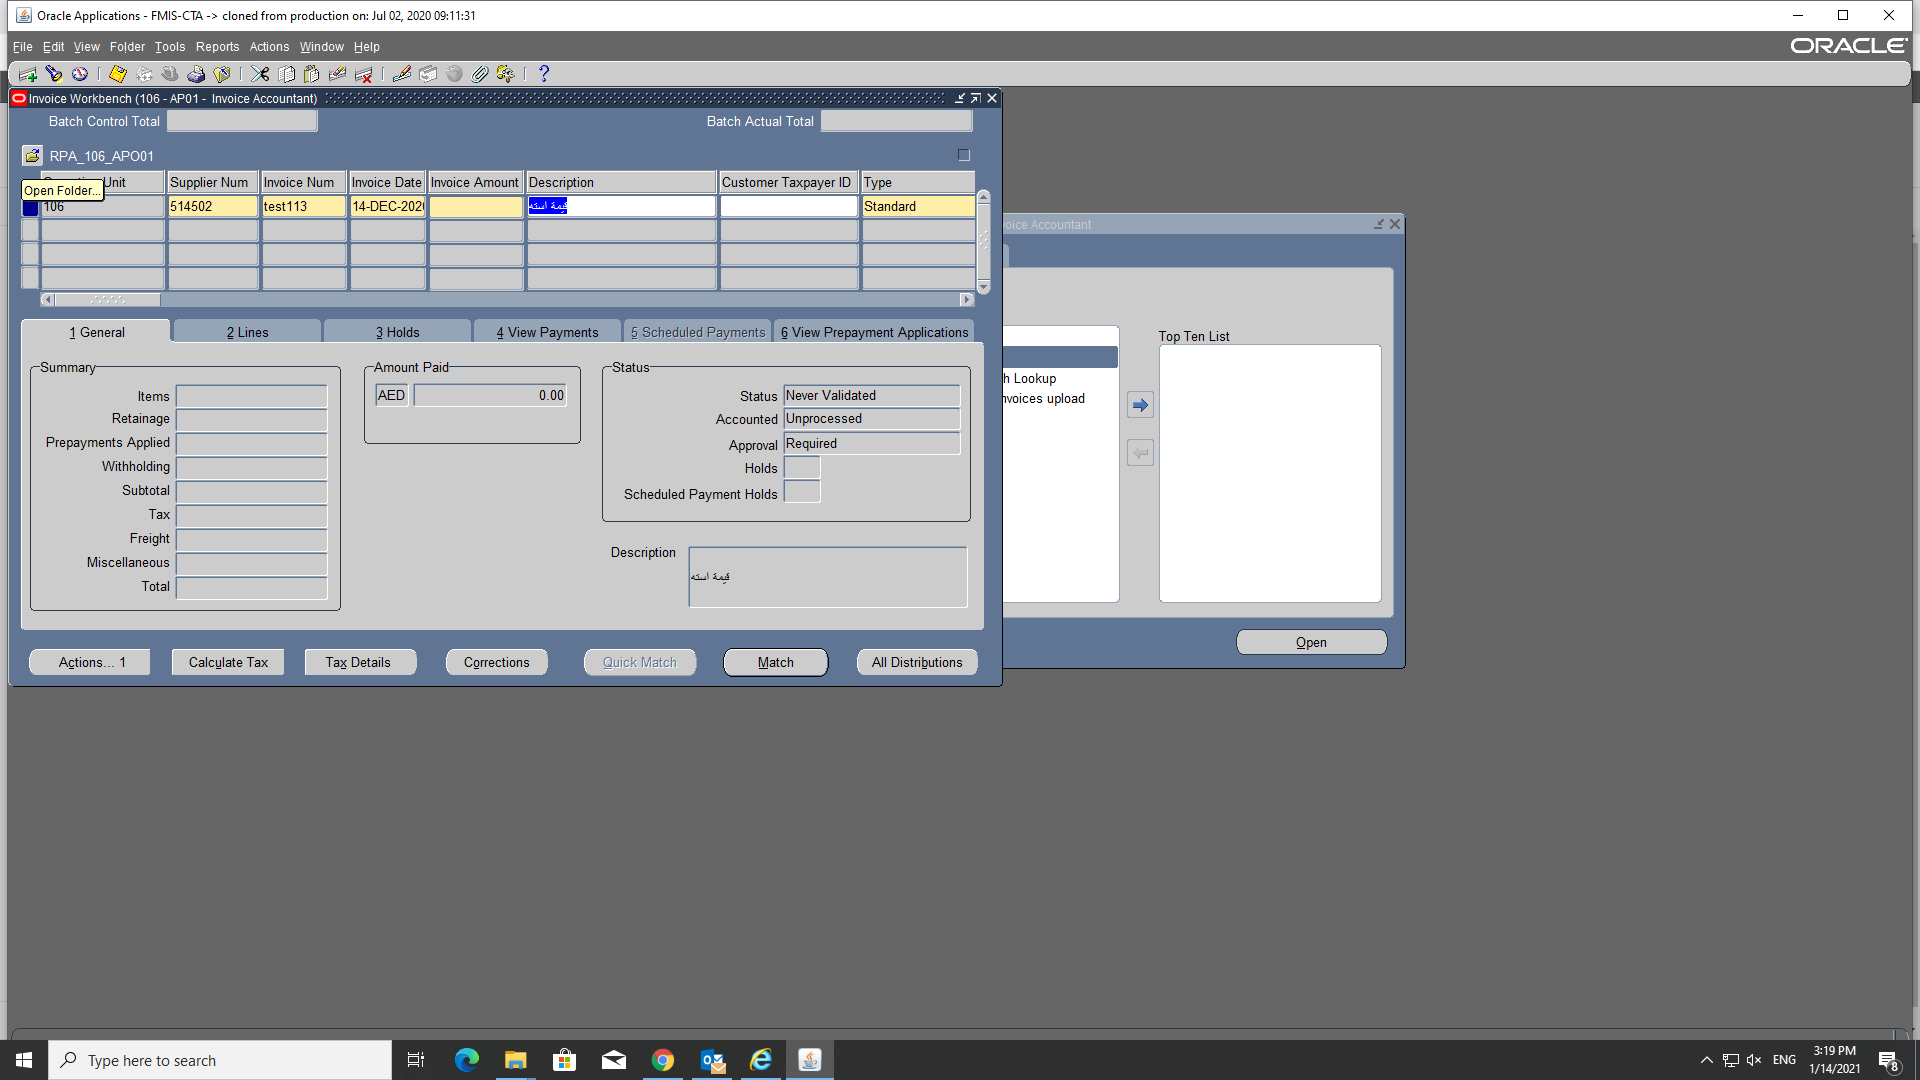 Oracle Applications - FMIS-CTA -> cloned from production on: Jul 02, 2020 09:11:31
File Edit View Folder Tools Reports Actions Window Help
ORACLE
Invoice Workbench (106 - AP01 - Invoice Accountant)
Batch Control Total
Batch Actual Total
RPA_106_APO01
Open Folder...
Unit Supplier Num Invoice Num Invoice Date Invoice Amount Description Customer Taxpayer ID Type
106 514502 test113 14-DEC-202 قيمة استه Standard
1 General 2 Lines 3 Holds 4 View Payments 5 Scheduled Payments 6 View Prepayment Applications
Summary
Items
Retainage
Prepayments Applied
Withholding
Subtotal
Tax
Freight
Miscellaneous
Total
Amount Paid
AED 0.00
Status
Status Never Validated
Accounted Unprocessed
Approval Required
Holds
Scheduled Payment Holds
Description قيمة استه
Actions... 1 Calculate Tax Tax Details Corrections Quick Match Match All Distributions
Accountant
Top Ten List
Lookup
upload
Open
Type here to search
ENG
3:19 PM
1/14/2021
8